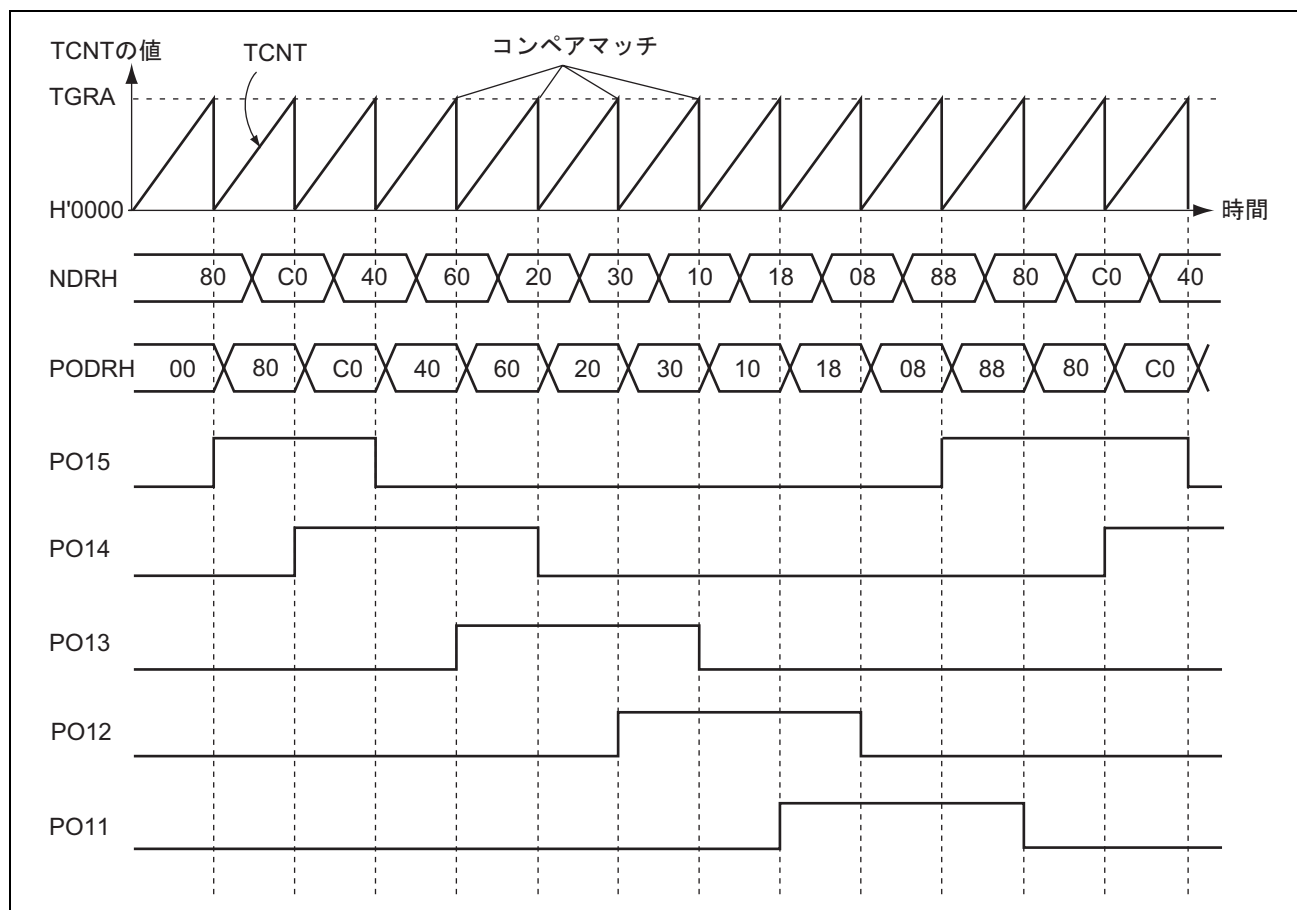 TCNTの値 TCNT コンペアマッチ
TGRA
H'0000 時間
NDRH 80 C0 40 60 20 30 10 18 08 88 80 C0 40
PODRH 00 80 C0 40 60 20 30 10 18 08 88 80 C0
PO15
PO14
PO13
PO12
PO11